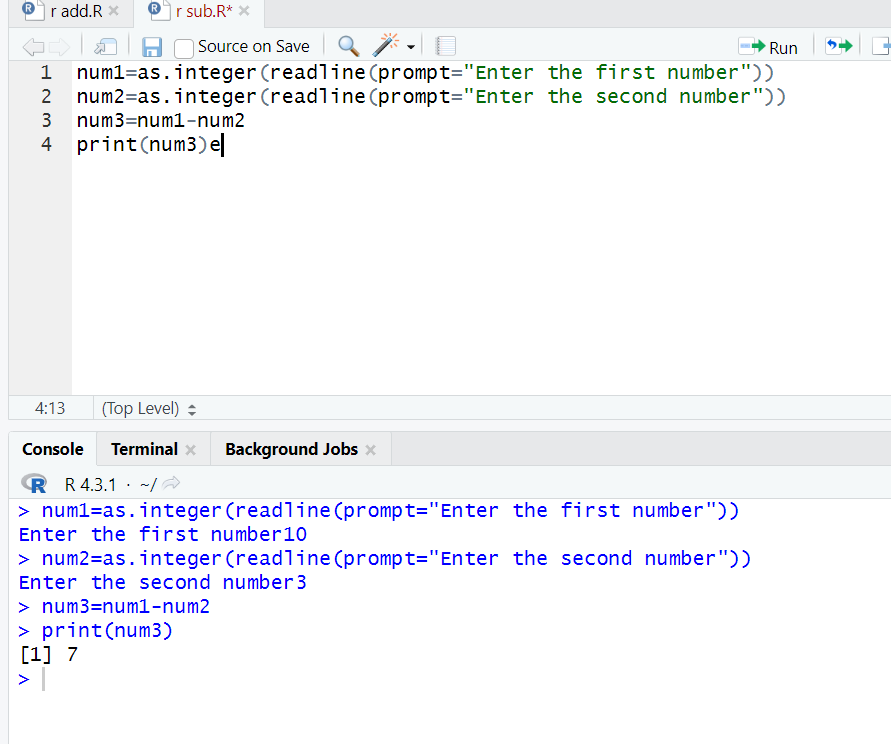 r add.R
r sub.R*
Source on Save
Run
1 num1=as.integer(readline(prompt="Enter the first number"))
2 num2=as.integer(readline(prompt="Enter the second number"))
3 num3=num1-num2
4 print(num3)e
4:13 (Top Level)
Console Terminal Background Jobs
R R 4.3.1 · ~/
> num1=as.integer(readline(prompt="Enter the first number"))
Enter the first number10
> num2=as.integer(readline(prompt="Enter the second number"))
Enter the second number3
> num3=num1-num2
> print(num3)
[1] 7
>